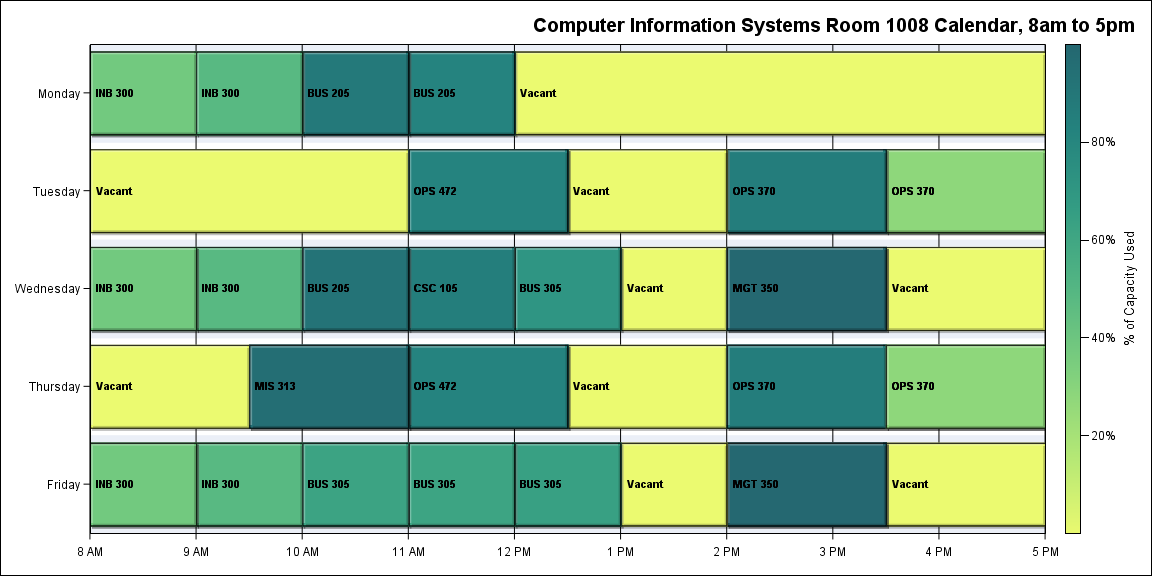 Computer Information Systems Room 1008 Calendar, 8am to 5pm
Monday
INB 300
INB 300
BUS 205
BUS 205
Vacant
Tuesday
Vacant
OPS 472
Vacant
OPS 370
OPS 370
Wednesday
INB 300
INB 300
BUS 205
CSC 105
BUS 305
Vacant
MGT 350
Vacant
Thursday
Vacant
MIS 313
OPS 472
Vacant
OPS 370
OPS 370
Friday
INB 300
INB 300
BUS 305
BUS 305
BUS 305
Vacant
MGT 350
Vacant
8 AM
9 AM
10 AM
11 AM
12 PM
1 PM
2 PM
3 PM
4 PM
5 PM
80%
60%
40%
20%
% of Capacity Used